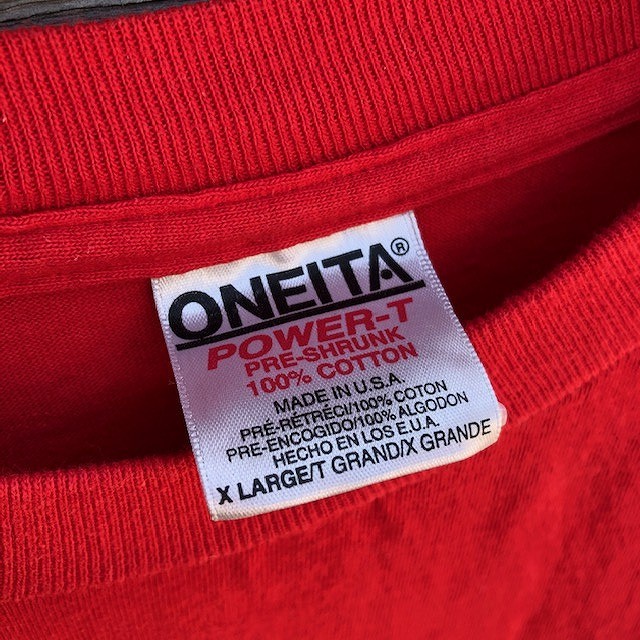 ONEITA®
POWER-T
PRE-SHRUNK
100% COTTON
MADE IN U.S.A.
PRÉ-RÉTRÉCI/100% COTON
PRE-ENCOGIDO/100% ALGODON
HECHO EN LOS E.U.A.
X LARGE/T GRAND/X GRANDE